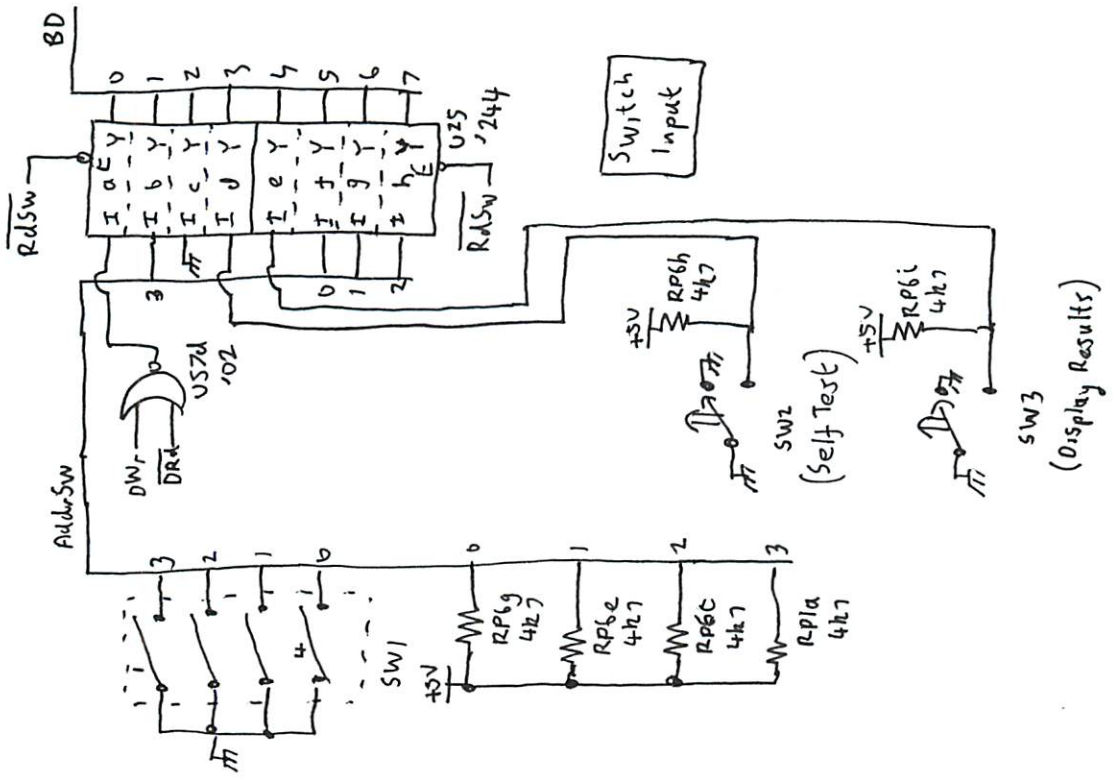 AddrSw
BD
RdSw
SW1
1
4
3
2
1
0
DWr
DRd
U57d
'02
3
0
1
2
I a E Y
I b Y
I c Y
I d Y
I e Y
I f Y
I g Y
I h E Y
0
1
2
3
4
5
6
7
U25
'244
RdSw
+5V
0
1
2
3
RP6g
4k7
RP6e
4k7
RP6c
4k7
RP1a
4k7
+5V
RP6h
4k7
SW2
(Self Test)
+5V
RP6i
4k7
SW3
(Display Results)
Switch
Input